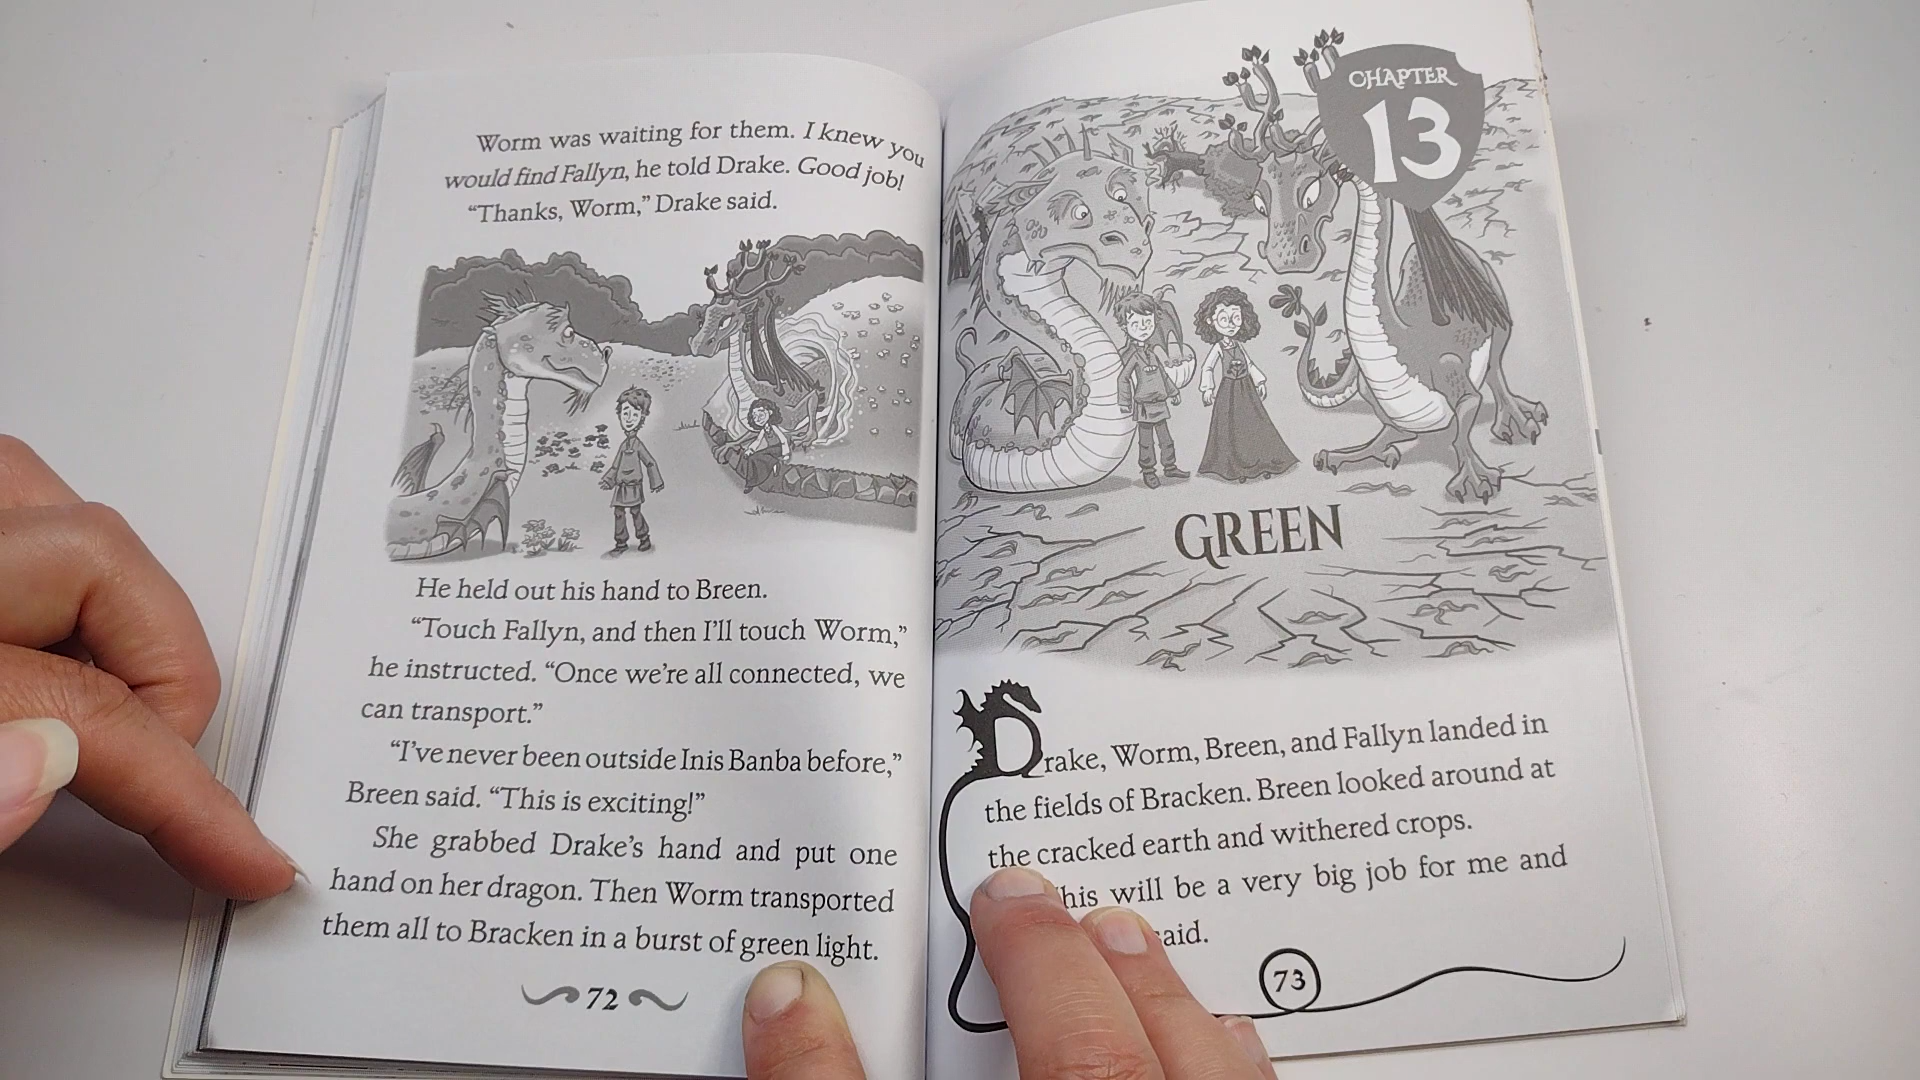 Worm was waiting for them. I knew you
would find Fallyn, he told Drake. Good job!
“Thanks, Worm,” Drake said.
He held out his hand to Breen.
“Touch Fallyn, and then I’ll touch Worm,”
he instructed. “Once we’re all connected, we
can transport.”
“I’ve never been outside Inis Banba before,”
Breen said. “This is exciting!”
She grabbed Drake’s hand and put one
hand on her dragon. Then Worm transported
them all to Bracken in a burst of green light.
72
CHAPTER
13
GREEN
Drake, Worm, Breen, and Fallyn landed in
the fields of Bracken. Breen looked around at
the cracked earth and withered crops.
will be a very big job for me and
73